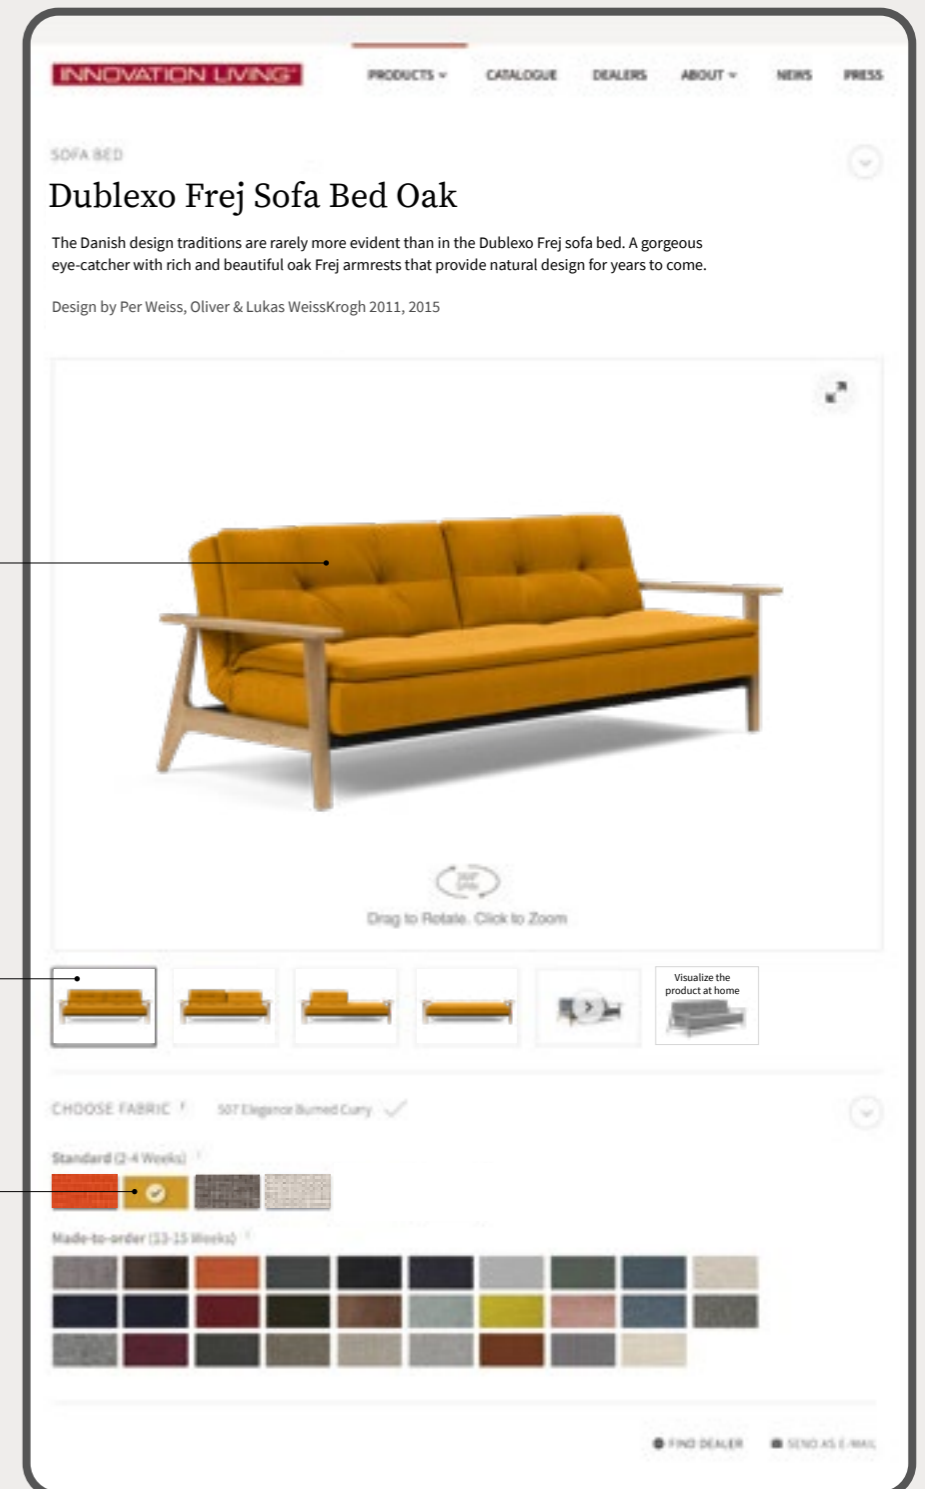 INNOVATION LIVING
PRODUCTS CATALOGUE DEALERS ABOUT NEWS PRESS
SOFA BED
Dublexo Frej Sofa Bed Oak
The Danish design traditions are rarely more evident than in the Dublexo Frej sofa bed. A gorgeous
eye-catcher with rich and beautiful oak Frej armrests that provide natural design for years to come.
Design by Per Weiss, Oliver & Lukas WeissKrogh 2011, 2015
Drag to Rotate. Click to Zoom
Visualize the
product at home
CHOOSE FABRIC 507 Elegance Burned Curry
Standard (2-4 Weeks)
Made-to-order (13-15 Weeks)
FIND DEALER SEND AS E-MAIL